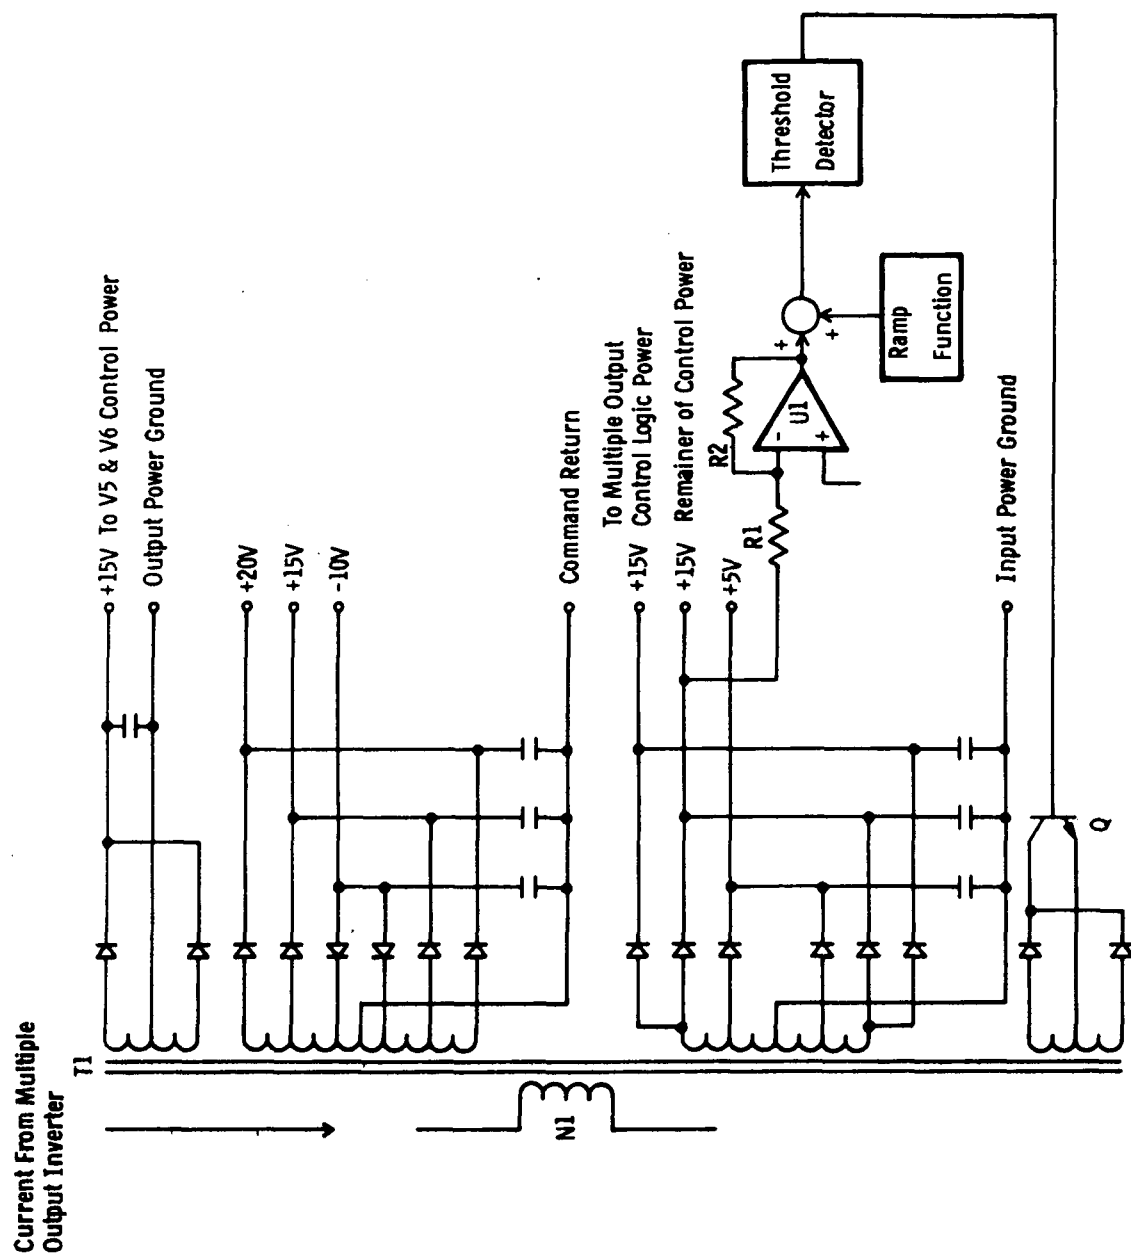 Current From Multiple
Output Inverter
T1
N1
+15V To V5 & V6 Control Power
Output Power Ground
+20V
+15V
-10V
Command Return
To Multiple Output
+15V Control Logic Power
+15V Remainer of Control Power
+5V
R1
R2
-
+
U1
+
+
Ramp
Function
Threshold
Detector
Input Power Ground
Q